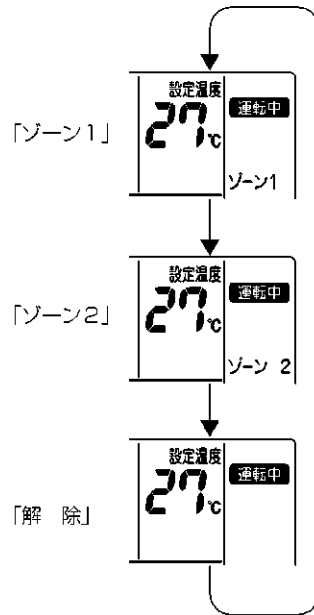 設定温度
「ゾーン1」 27℃ 運転中
ゾーン1
設定温度
「ゾーン2」 27℃ 運転中
ゾーン 2
設定温度
27℃ 運転中
「解 除」